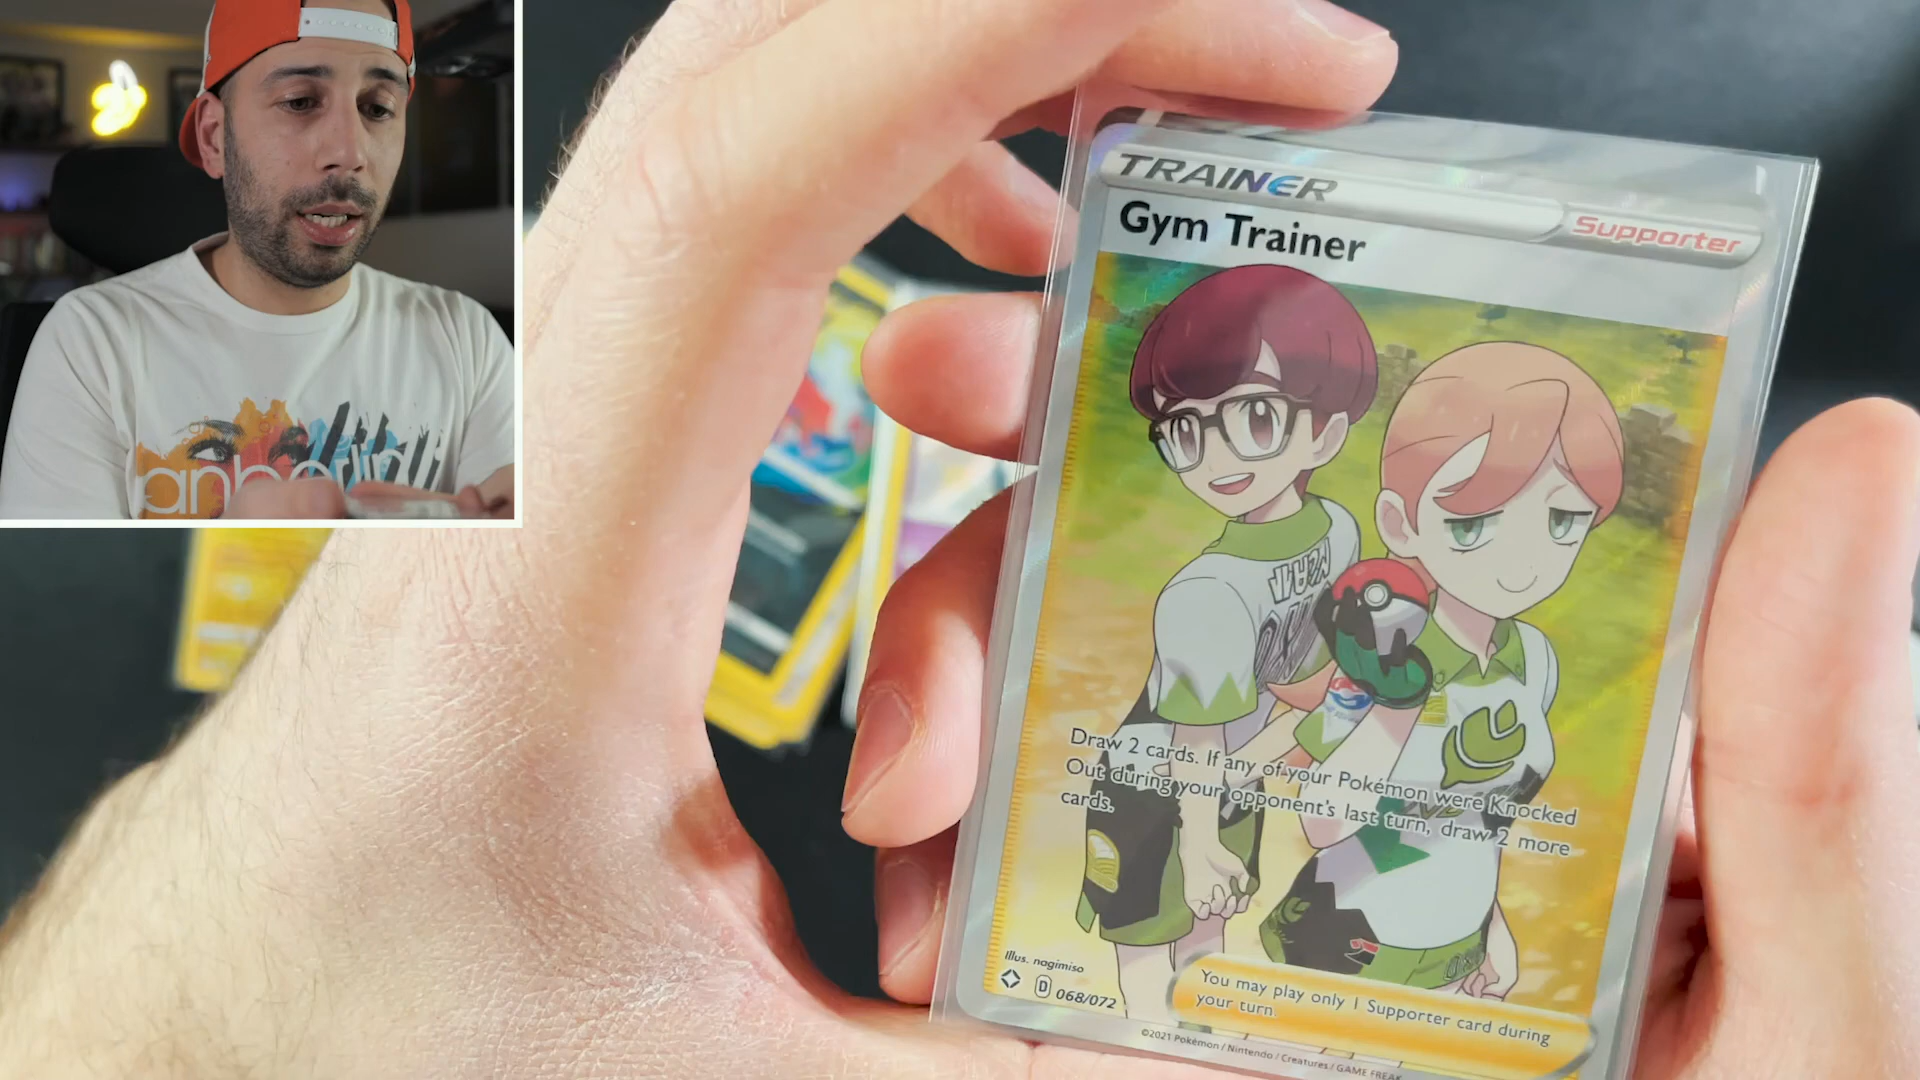 TRAINER
Supporter
Gym Trainer
Draw 2 cards. If any of your Pokémon were Knocked
Out during your opponent's last turn, draw 2 more
cards.
Illus. nagimiso
D 068/072
You may play only 1 Supporter card during
your turn.
©2021 Pokémon / Nintendo / Creatures / GAME FREAK
anberlin